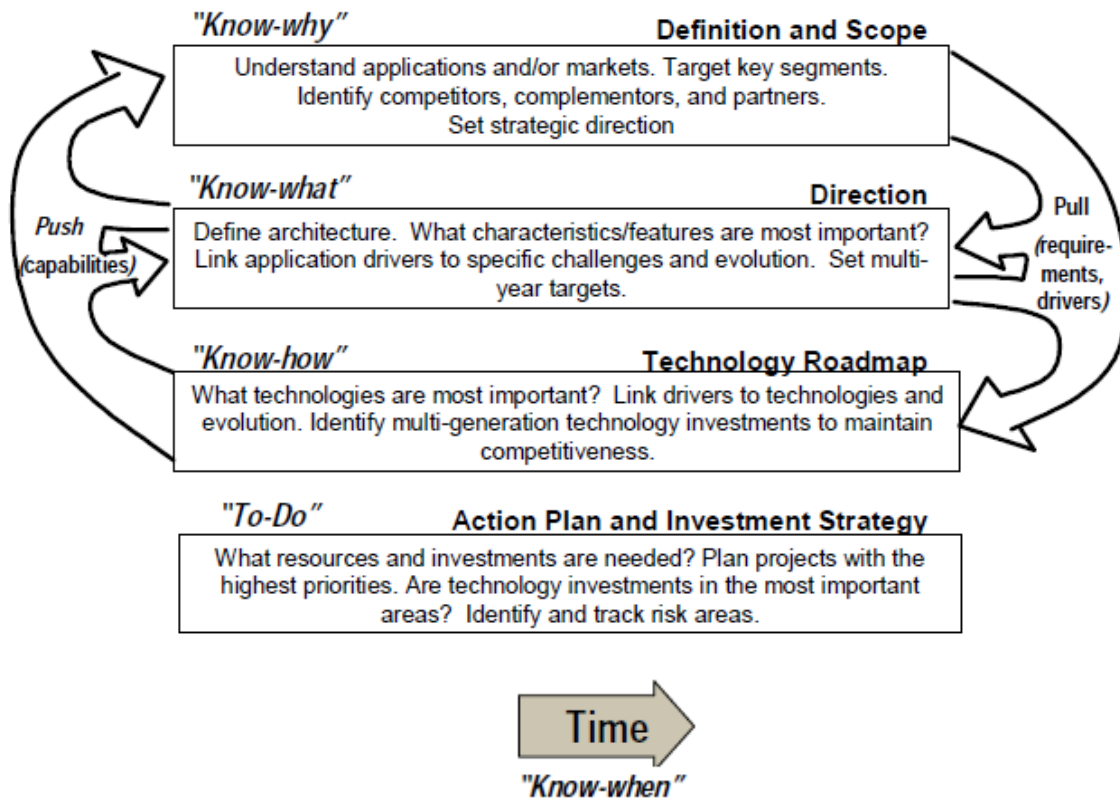 "Know-why”
Definition and Scope
Understand applications and/or markets. Target key segments.
Identify competitors, complementors, and partners.
Set strategic direction
"Know-what”
Direction
Define architecture. What characteristics/features are most important?
Link application drivers to specific challenges and evolution. Set multi-
year targets.
Push
(capabilities)
Pull
(require-
ments,
drivers)
"Know-how”
Technology Roadmap
What technologies are most important? Link drivers to technologies and
evolution. Identify multi-generation technology investments to maintain
competitiveness.
"To-Do”
Action Plan and Investment Strategy
What resources and investments are needed? Plan projects with the
highest priorities. Are technology investments in the most important
areas? Identify and track risk areas.
Time
"Know-when”